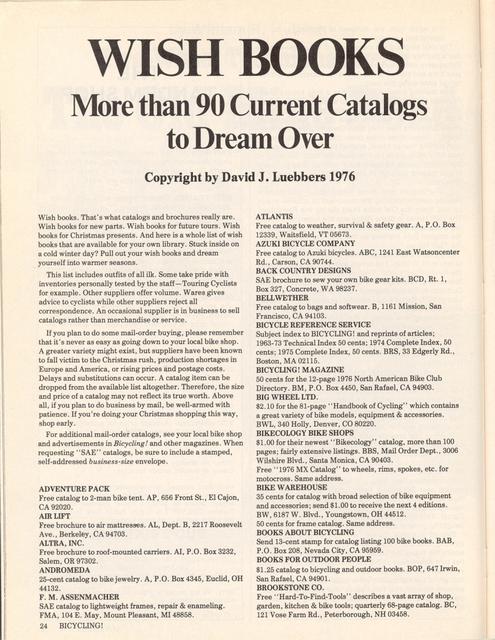 WISH BOOKS
More than 90 Current Catalogs
to Dream Over
Copyright by David J. Luebbers 1976
Wish books. That's what catalogs and brochures really are.
Wish books for new parts. Wish books for future tours. Wish
books for Christmas presents. And here is a whole list of wish
books that are available for your own library. Stuck inside on
a cold winter day? Pull out your wish books and dream
yourself into warmer seasons.
This list includes outfits of all ilk. Some take pride with
inventories personally tested by the staff—Touring Cyclists
for example. Other suppliers offer volume. Wares gives
advice to cyclists while other suppliers reject all
correspondence. An occasional supplier is in business to sell
catalogs rather than merchandise or service.
If you plan to do some mail-order buying, please remember
that it's never as easy as going down to your local bike shop.
A greater variety might exist, but suppliers have been known
to fall victim to the Christmas rush, production shortages in
Europe and America, or rising prices and postage costs.
Delays and substitutions can occur. A catalog item can be
dropped from the available list altogether. Therefore, the size
and price of a catalog may not reflect its true worth. Above
all, if you plan to do business by mail, be well-armed with
patience. If you're doing your Christmas shopping this way,
shop early.
For additional mail-order catalogs, see your local bike shop
and advertisements in Bicycling! and other magazines. When
requesting "SAE" catalogs, be sure to include a stamped,
self-addressed business-size envelope.
ADVENTURE PACK
Free catalog to 2-man bike tent. AP, 656 Front St., El Cajon,
CA 92020.
AIR LIFT
Free brochure to air mattresses. AL, Dept. B, 2217 Roosevelt
Ave., Berkeley, CA 94703.
ALTRA, INC.
Free brochure to roof-mounted carriers. AI, P.O. Box 3232,
Salem, OR 97302.
ANDROMEDA
25-cent catalog to bike jewelry. A, P.O. Box 4345, Euclid, OH
44132.
F. M. ASSENMACHER
SAE catalog to lightweight frames, repair & enameling.
FMA, 104 E. May, Mount Pleasant, MI 48858.
24 BICYCLING!
ATLANTIS
Free catalog to weather, survival & safety gear. A, P.O. Box
12339, Waitsfield, VT 05673.
AZUKI BICYCLE COMPANY
Free catalog to Azuki bicycles. ABC, 1241 East Watsoncenter
Rd., Carson, CA 90744.
BACK COUNTRY DESIGNS
SAE brochure to sew your own bike gear kits. BCD, Rt. 1,
Box 327, Concrete, WA 98237.
BELLWETHER
Free catalog to bags and softwear. B, 1161 Mission, San
Francisco, CA 94103.
BICYCLE REFERENCE SERVICE
Subject index to BICYCLING! and reprints of articles;
1963-73 Technical Index 50 cents; 1974 Complete Index, 50
cents; 1975 Complete Index, 50 cents. BRS, 33 Edgerly Rd.,
Boston, MA 02115.
BICYCLING! MAGAZINE
50 cents for the 12-page 1976 North American Bike Club
Directory. BM, P.O. Box 4450, San Rafael, CA 94903.
BIG WHEEL LTD.
$2.10 for the 81-page "Handbook of Cycling" which contains
a great variety of bike models, equipment & accessories.
BWL, 340 Holly, Denver, CO 80220.
BIKECOLOGY BIKE SHOPS
$1.00 for their newest "Bikecology" catalog, more than 100
pages; fairly extensive listings. BBS, Mail Order Dept., 3006
Wilshire Blvd., Santa Monica, CA 90403.
Free "1976 MX Catalog" to wheels, rims, spokes, etc. for
motocross. Same address.
BIKE WAREHOUSE
35 cents for catalog with broad selection of bike equipment
and accessories; send $1.00 to receive the next 4 editions.
BW, 6187 W. Blvd., Youngstown, OH 44512.
50 cents for frame catalog. Same address.
BOOKS ABOUT BICYCLING
Send 13-cent stamp for catalog listing 100 bike books. BAB,
P.O. Box 208, Nevada City, CA 95959.
BOOKS FOR OUTDOOR PEOPLE
$1.25 catalog to bicycling and outdoor books. BOP, 647 Irwin,
San Rafael, CA 94901.
BROOKSTONE CO.
Free "Hard-To-Find-Tools" describes a vast array of shop,
garden, kitchen & bike tools; quarterly 68-page catalog. BC,
121 Vose Farm Rd., Peterborough, NH 03458.